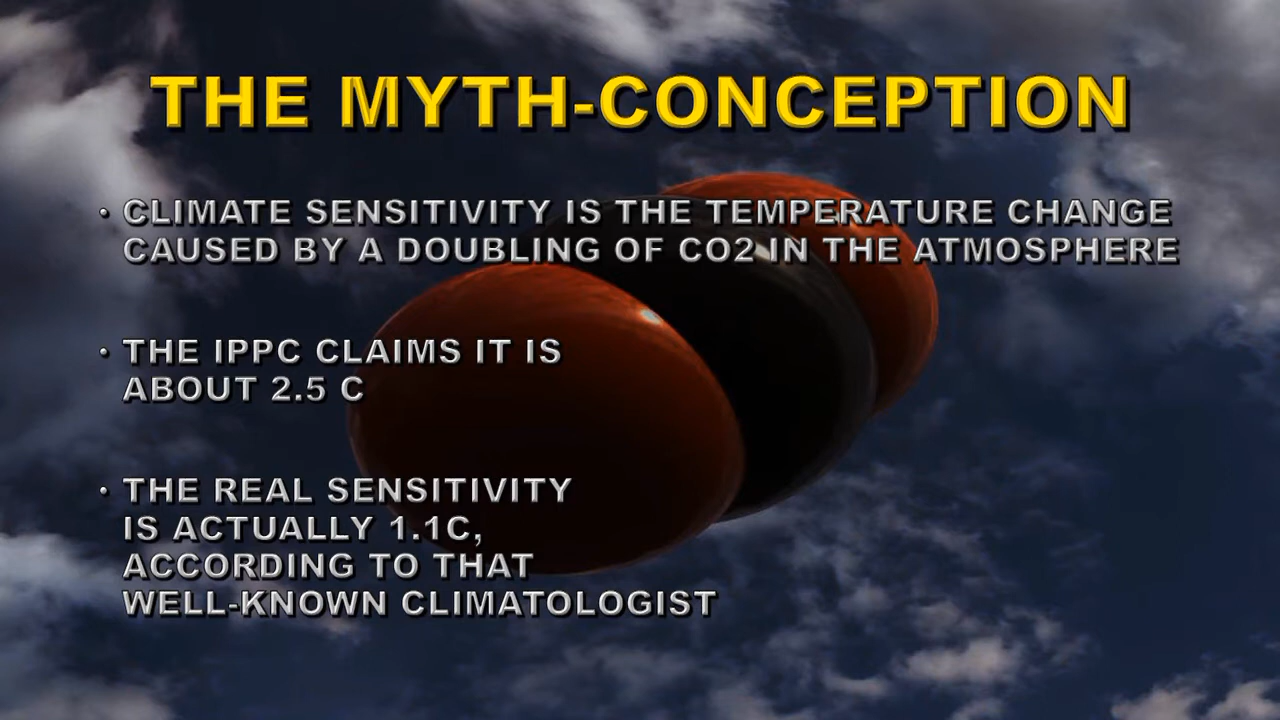 THE MYTH-CONCEPTION
• CLIMATE SENSITIVITY IS THE TEMPERATURE CHANGE
CAUSED BY A DOUBLING OF CO2 IN THE ATMOSPHERE
• THE IPPC CLAIMS IT IS
ABOUT 2.5 C
• THE REAL SENSITIVITY
IS ACTUALLY 1.1C,
ACCORDING TO THAT
WELL-KNOWN CLIMATOLOGIST